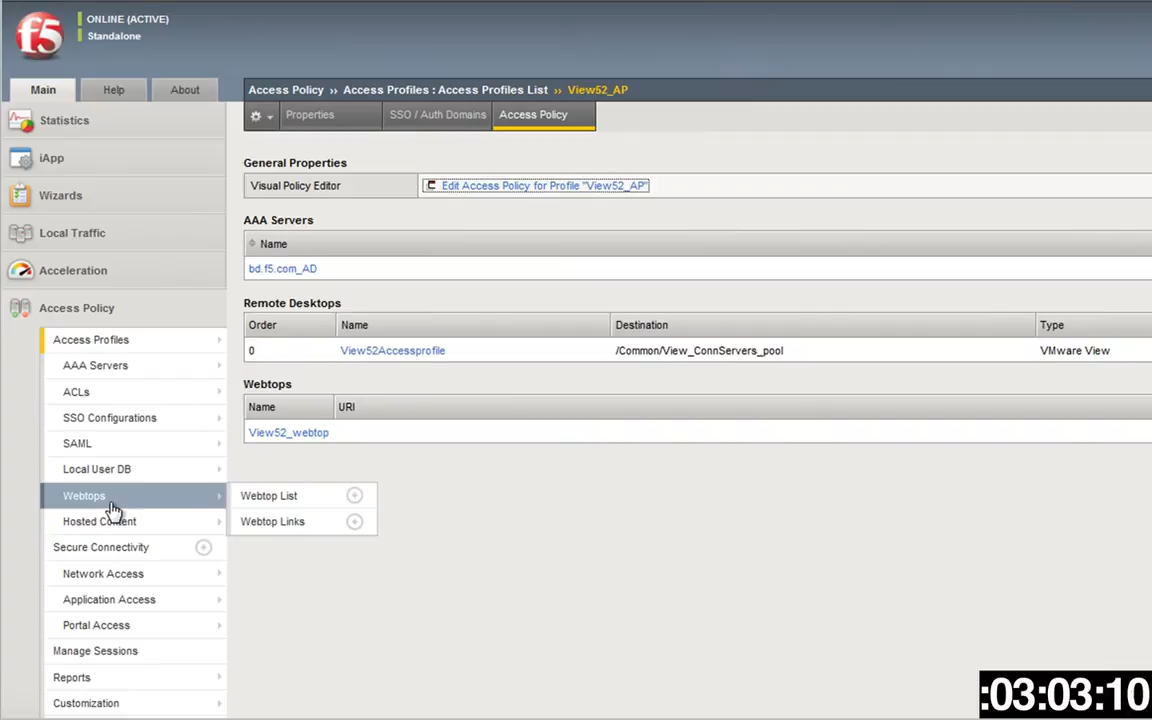 f5
ONLINE (ACTIVE)
Standalone
Main Help About
Access Policy ›› Access Profiles : Access Profiles List ›› View52_AP
Properties SSO / Auth Domains Access Policy
Statistics
iApp
Wizards
Local Traffic
Acceleration
Access Policy
Access Profiles
AAA Servers
ACLs
SSO Configurations
SAML
Local User DB
Webtops
Hosted Content
Secure Connectivity
Network Access
Application Access
Portal Access
Manage Sessions
Reports
Customization
Webtop List
Webtop Links
General Properties
Visual Policy Editor Edit Access Policy for Profile "View52_AP"
AAA Servers
Name
bd.f5.com_AD
Remote Desktops
Order Name Destination Type
0 View52Accessprofile /Common/View_ConnServers_pool VMware View
Webtops
Name URI
View52_webtop
:03:03:10